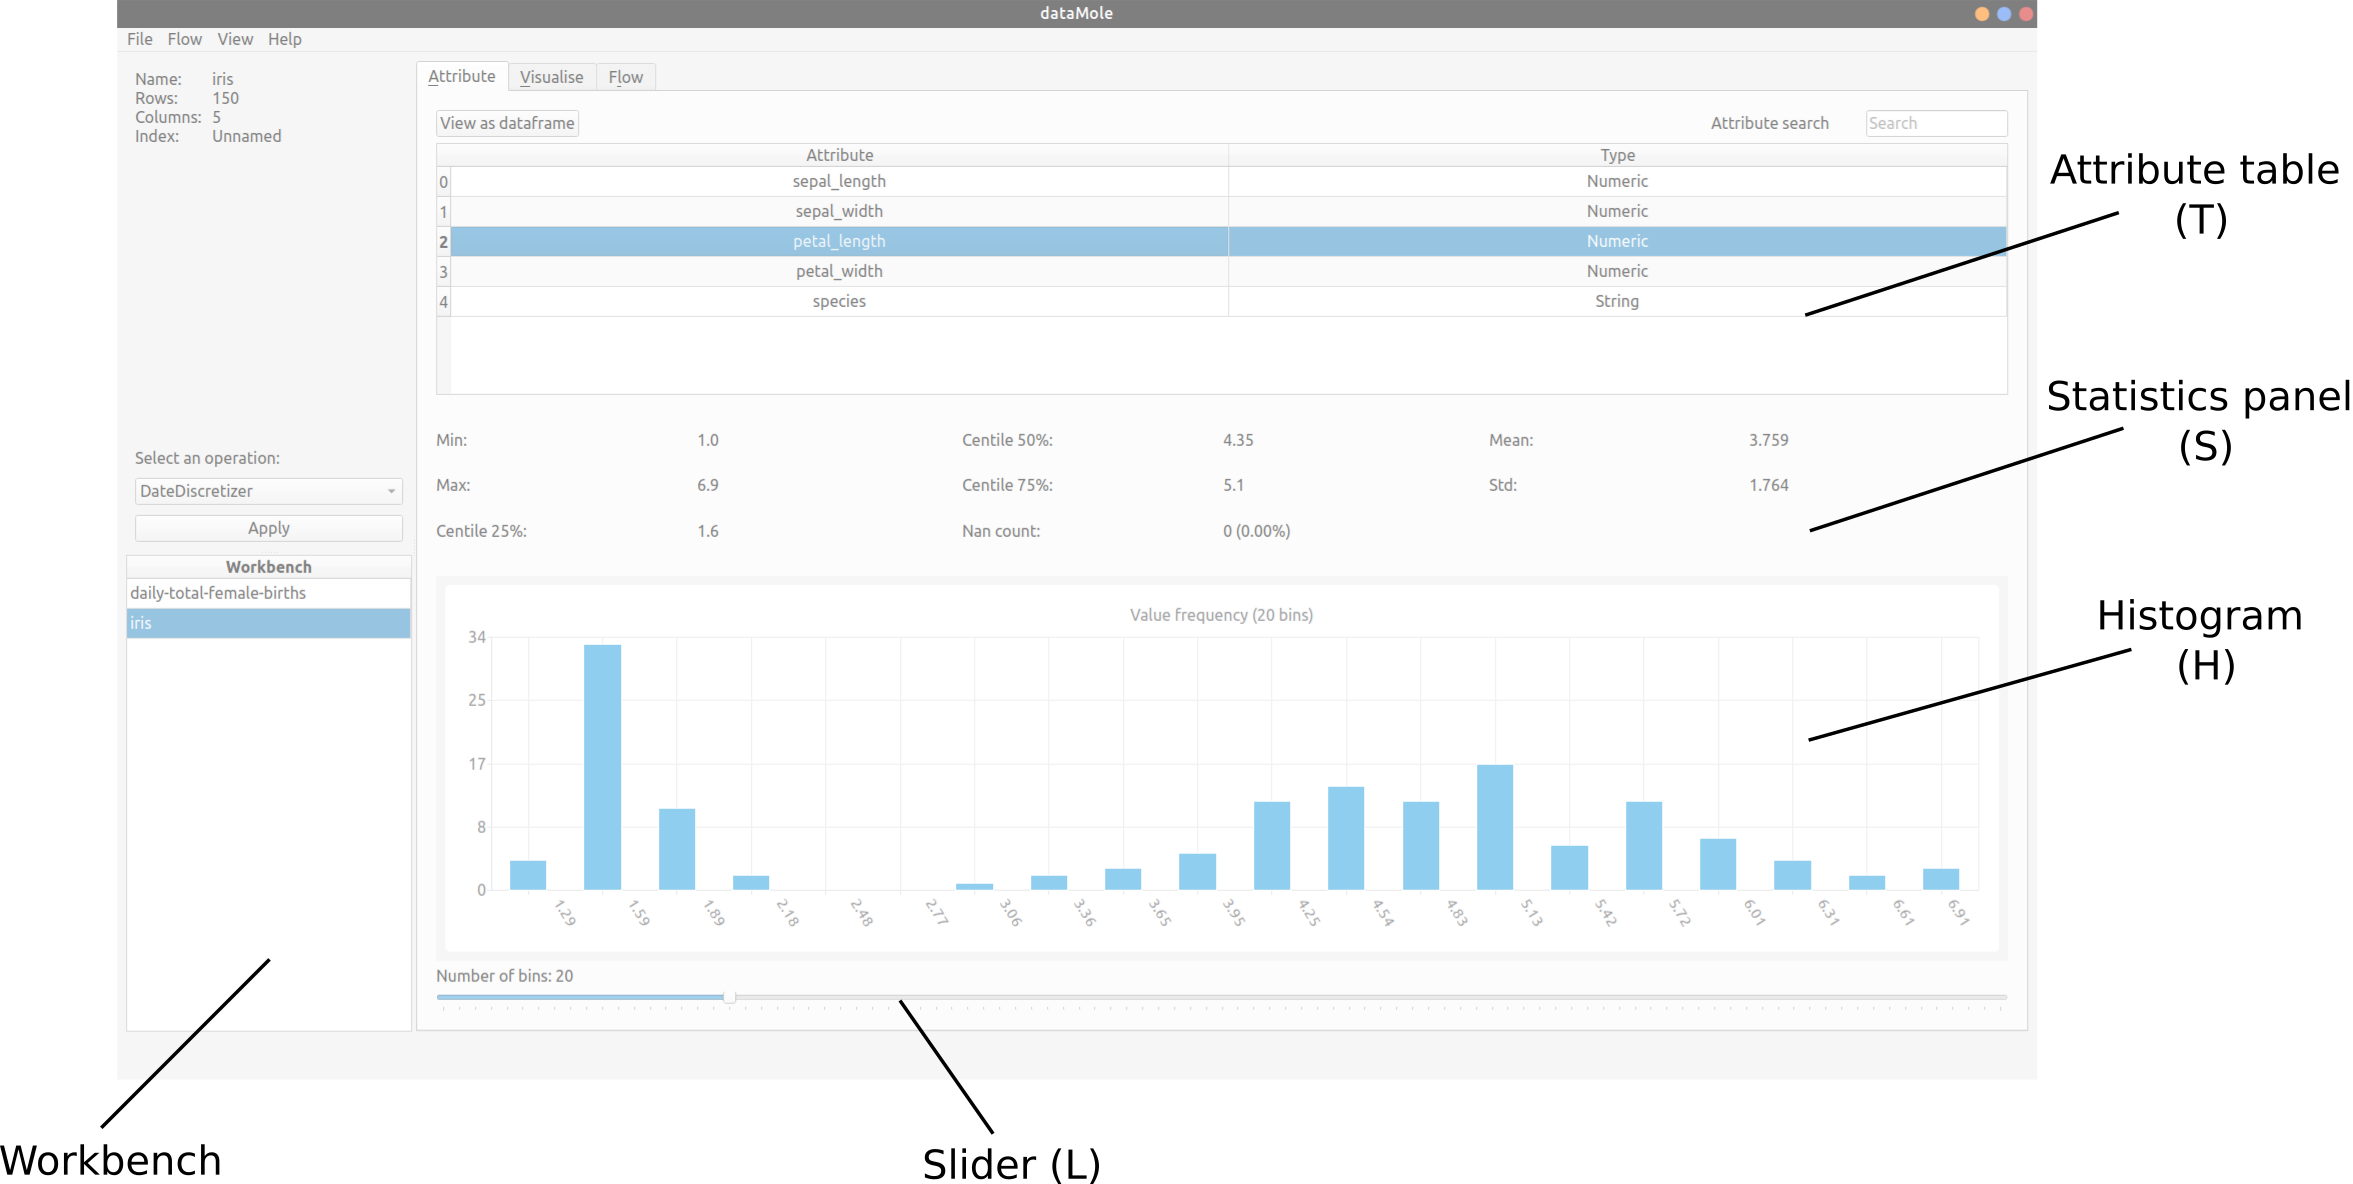 dataMole
File Flow View Help
Name: iris
Rows: 150
Columns: 5
Index: Unnamed
Select an operation:
DateDiscretizer
Apply
Workbench
daily-total-female-births
iris
Attribute Visualise Flow
View as dataframe Attribute search Search
Attribute Type
0 sepal_length Numeric
1 sepal_width Numeric
2 petal_length Numeric
3 petal_width Numeric
4 species String
Min: 1.0 Centile 50%: 4.35 Mean: 3.759
Max: 6.9 Centile 75%: 5.1 Std: 1.764
Centile 25%: 1.6 Nan count: 0 (0.00%)
Value frequency (20 bins)
34
25
17
8
0
1.29 1.59 1.89 2.18 2.48 2.77 3.06 3.36 3.65 3.95 4.25 4.54 4.83 5.13 5.42 5.72 6.01 6.31 6.61 6.91
Number of bins: 20
Attribute table
(T)
Statistics panel
(S)
Histogram
(H)
Workbench
Slider (L)